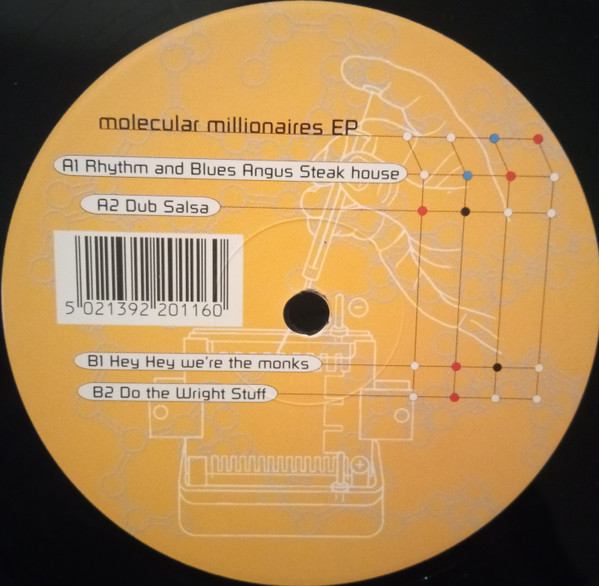 molecular millionaires EP
A1 Rhythm and Blues Angus Steak house
A2 Dub Salsa
5 021392 201160
B1 Hey Hey we're the monks
B2 Do the Wright Stuff
− 
+